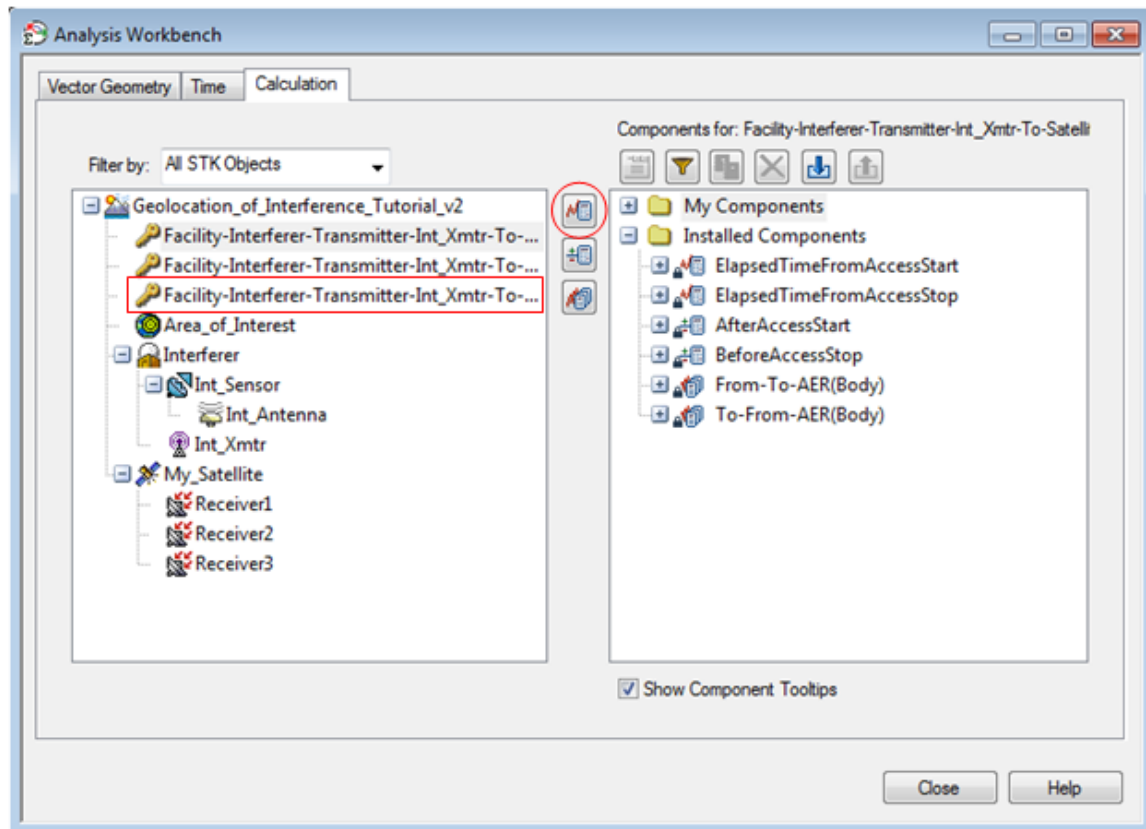 Analysis Workbench
Vector Geometry
Time
Calculation
Components for: Facility-Interferer-Transmitter-Int_Xmtr-To-Satelli
Filter by: All STK Objects
Geolocation_of_Interference_Tutorial_v2
Facility-Interferer-Transmitter-Int_Xmtr-To-...
Facility-Interferer-Transmitter-Int_Xmtr-To-...
Facility-Interferer-Transmitter-Int_Xmtr-To-...
Area_of_Interest
Interferer
Int_Sensor
Int_Antenna
Int_Xmtr
My_Satellite
Receiver1
Receiver2
Receiver3
My Components
Installed Components
ElapsedTimeFromAccessStart
ElapsedTimeFromAccessStop
AfterAccessStart
BeforeAccessStop
From-To-AER(Body)
To-From-AER(Body)
Show Component Tooltips
Close
Help